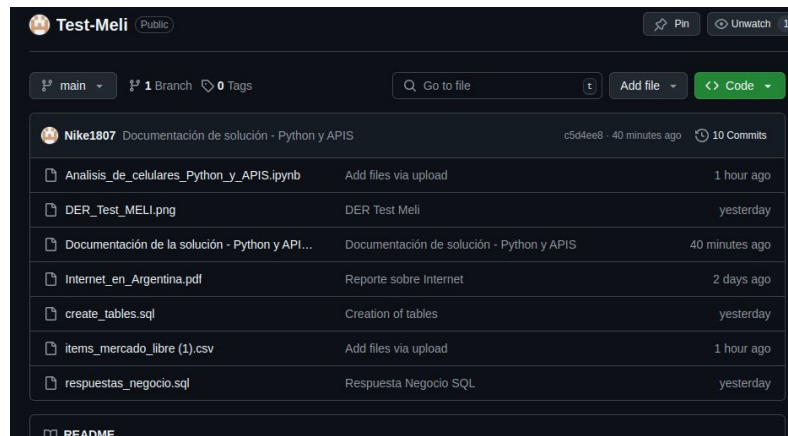 Test-Meli Public Pin Unwatch 1
main 1 Branch 0 Tags Go to file t Add file Code
Nike1807 Documentación de solución - Python y APIS c5d4ee8 · 40 minutes ago 10 Commits
Analisis_de_celulares_Python_y_APIS.ipynb Add files via upload 1 hour ago
DER_Test_MELI.png DER Test Meli yesterday
Documentación de la solución - Python y API... Documentación de solución - Python y APIS 40 minutes ago
Internet_en_Argentina.pdf Reporte sobre Internet 2 days ago
create_tables.sql Creation of tables yesterday
items_mercado_libre (1).csv Add files via upload 1 hour ago
respuestas_negocio.sql Respuesta Negocio SQL yesterday
README